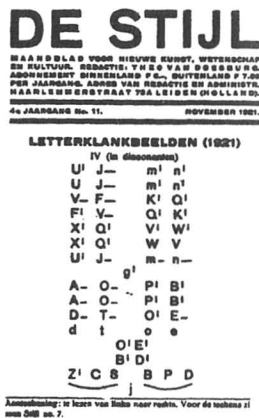 DE STIJL
MAANDBLAD VOOR NIEUWE KUNST, WETENSCHAP
EN KULTUUR. REDACTIE: THEO VAN DOESBURG.
ABONNEMENT BINNENLAND F 6.-, BUITENLAND F 7.50
PER JAARGANG. ADRES VAN REDACTIE EN ADMINISTR.
HAARLEMMERSTRAAT 73A LEIDEN (HOLLAND).
4e JAARGANG No. 11. NOVEMBER 1921.
LETTERKLANKBEELDEN (1921)
IV (in dissonanten)
U| J— m| n|
U| J— m| n|
V— F— K| Q|
F| V— Q| K|
X| Q| V| W|
X| Q| W V
U| J— m— n—
g|
A— O— P| B|
A— O— P| B|
D— T— O| E—
d t o e
O| E|
B| D|
Z| C S B P D
j
Aanteekening: te lezen van links naar rechts. Voor de teekens zie
men Stijl no. 7.